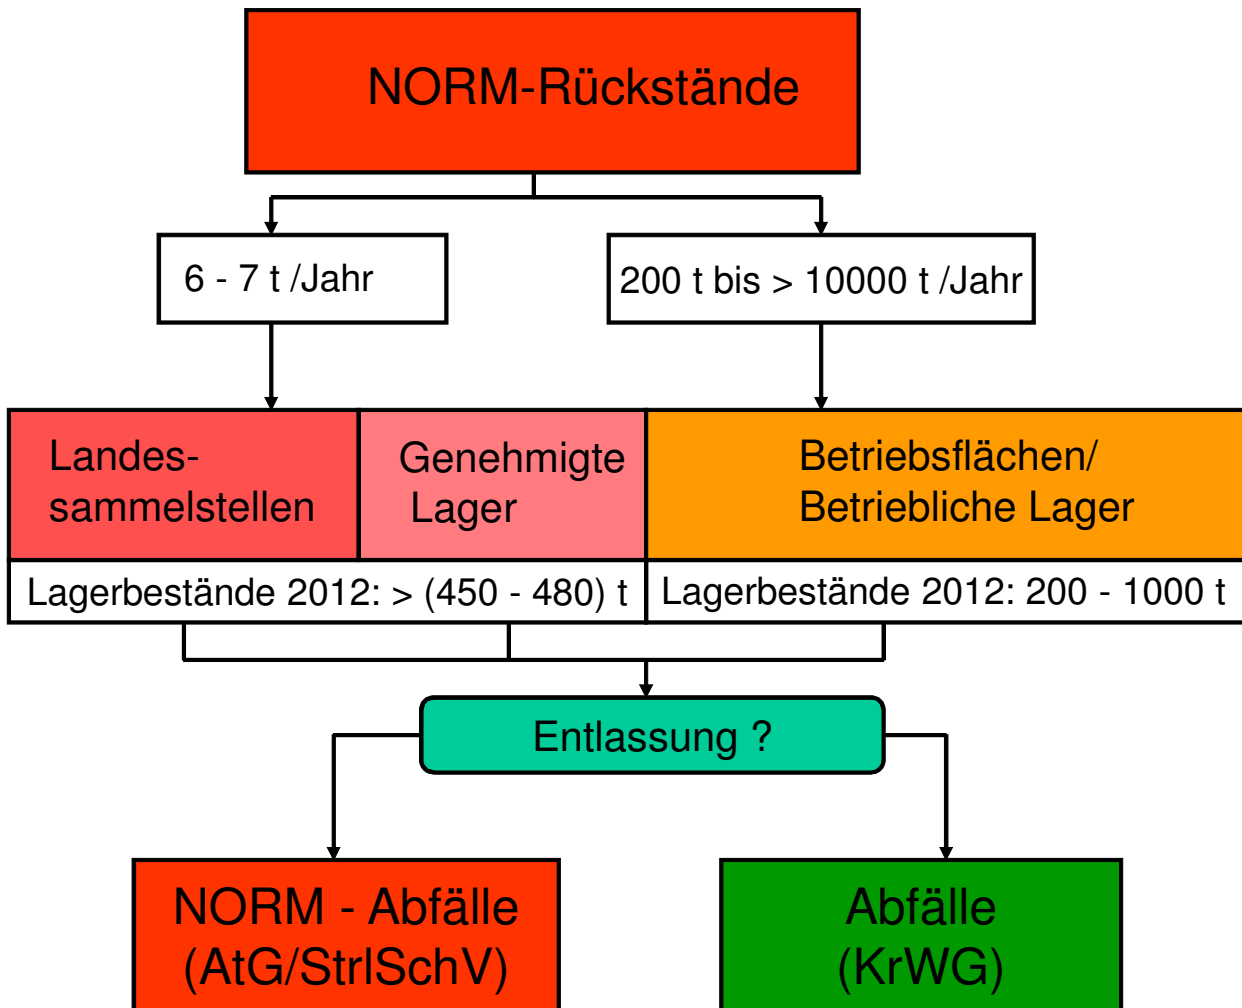 NORM-Rückstände
6 - 7 t /Jahr
200 t bis > 10000 t /Jahr
Landes-
sammelstellen
Genehmigte
Lager
Betriebsflächen/
Betriebliche Lager
Lagerbestände 2012: > (450 - 480) t
Lagerbestände 2012: 200 - 1000 t
Entlassung ?
NORM - Abfälle
(AtG/StrlSchV)
Abfälle
(KrWG)